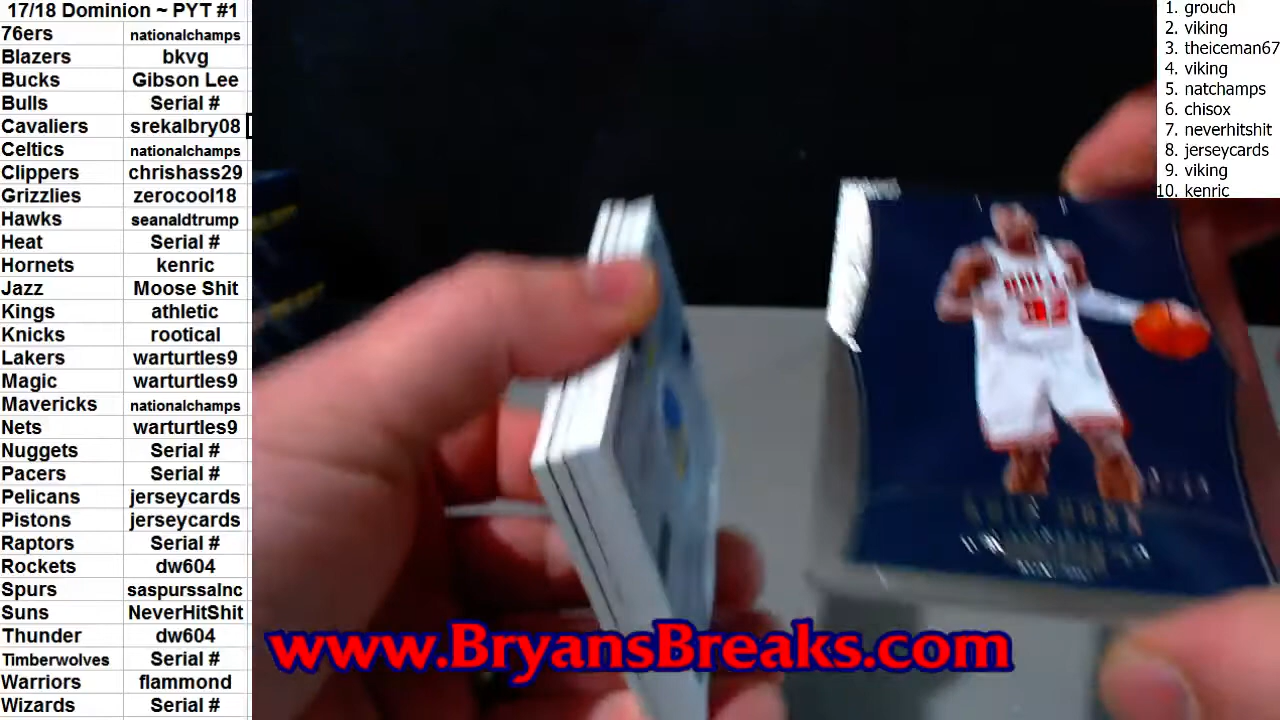 17/18 Dominion ~ PYT #1
76ers nationalchamps
Blazers bkvg
Bucks Gibson Lee
Bulls Serial #
Cavaliers srekalbry08
Celtics nationalchamps
Clippers chrishass29
Grizzlies zerocool18
Hawks seanaldtrump
Heat Serial #
Hornets kenric
Jazz Moose Shit
Kings athletic
Knicks rootical
Lakers warturtles9
Magic warturtles9
Mavericks nationalchamps
Nets warturtles9
Nuggets Serial #
Pacers Serial #
Pelicans jerseycards
Pistons jerseycards
Raptors Serial #
Rockets dw604
Spurs saspurssalnc
Suns NeverHitShit
Thunder dw604
Timberwolves Serial #
Warriors flammond
Wizards Serial #
1. grouch
2. viking
3. theiceman67
4. viking
5. natchamps
6. chisox
7. neverhitshit
8. jerseycards
9. viking
10. kenric
www.BryansBreaks.com